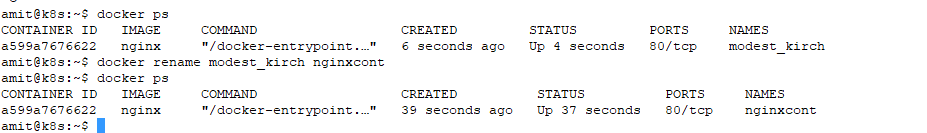 amit@k8s:~$ docker ps
CONTAINER ID   IMAGE     COMMAND                  CREATED         STATUS         PORTS     NAMES
a599a7676622   nginx     "/docker-entrypoint.…"   6 seconds ago   Up 4 seconds   80/tcp    modest_kirch
amit@k8s:~$ docker rename modest_kirch nginxcont
amit@k8s:~$ docker ps
CONTAINER ID   IMAGE     COMMAND                  CREATED          STATUS          PORTS     NAMES
a599a7676622   nginx     "/docker-entrypoint.…"   39 seconds ago   Up 37 seconds   80/tcp    nginxcont
amit@k8s:~$